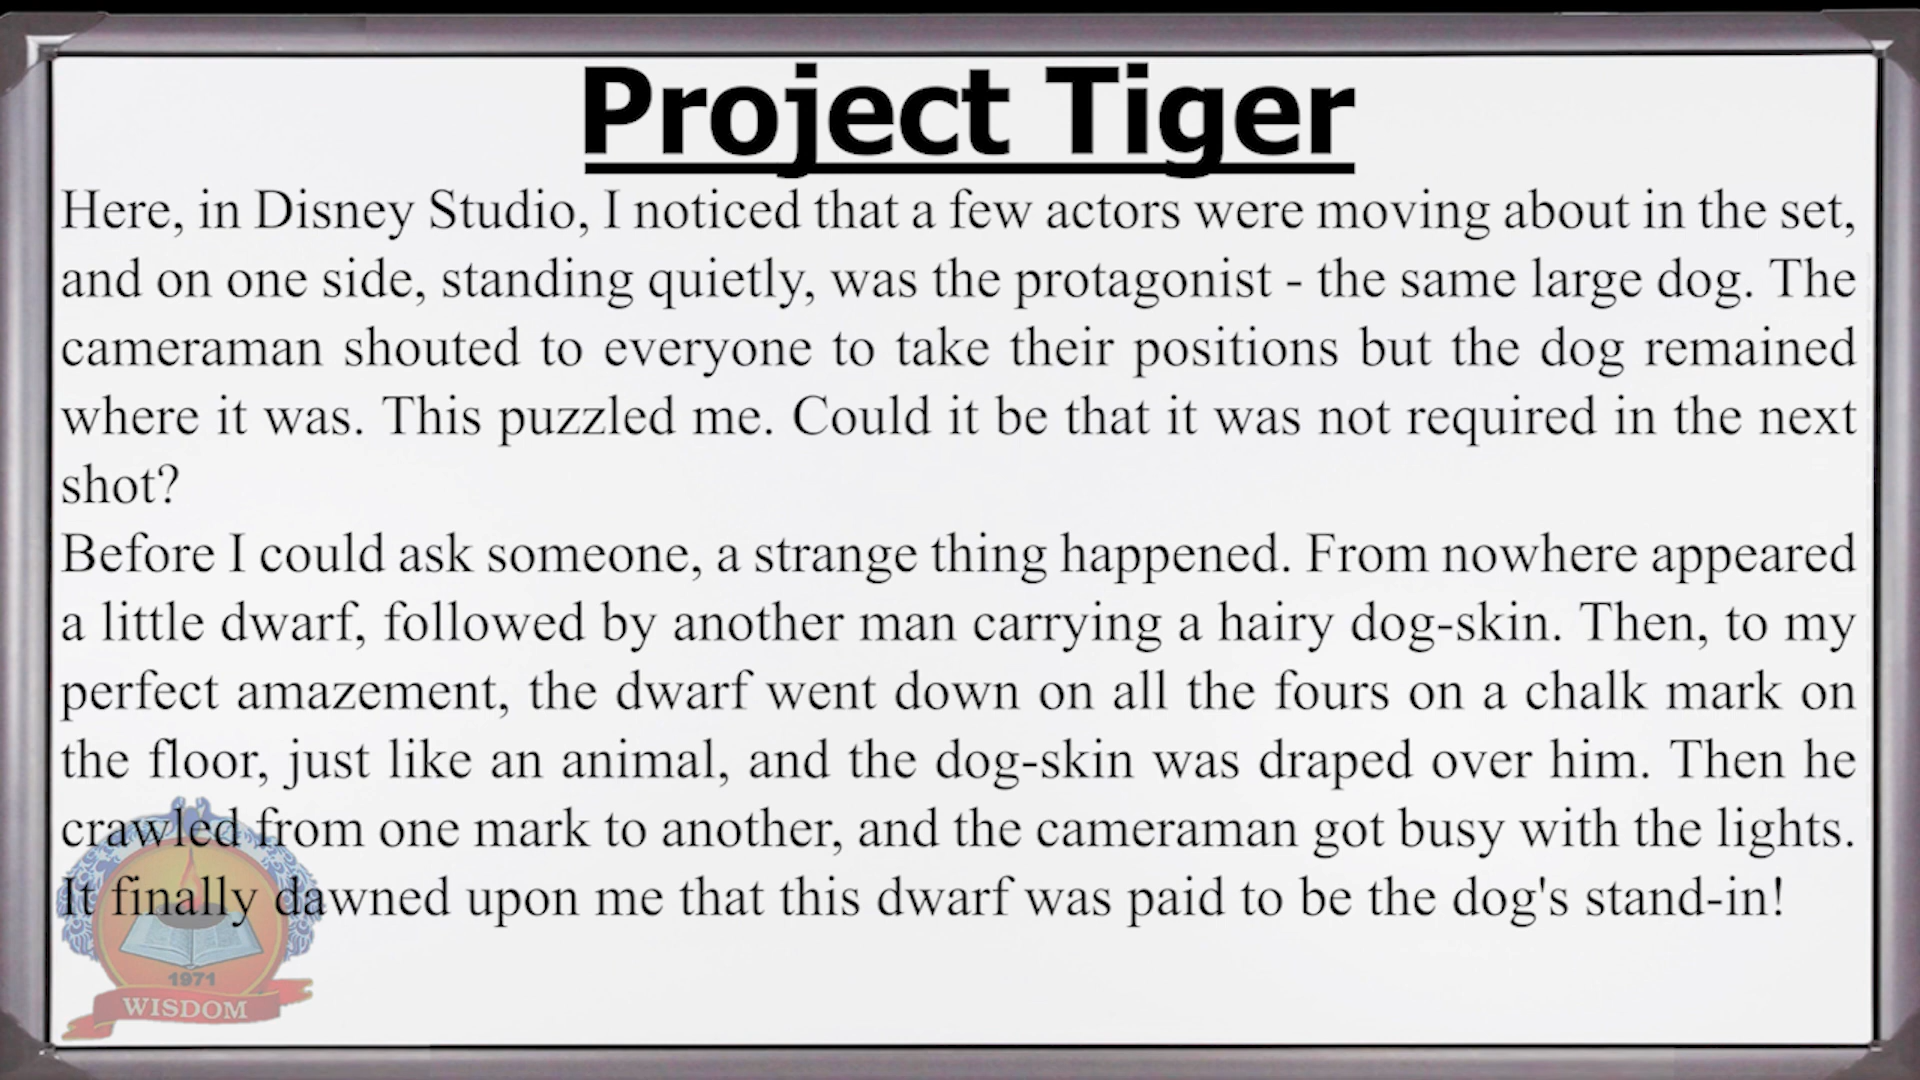 Project Tiger
Here, in Disney Studio, I noticed that a few actors were moving about in the set,
and on one side, standing quietly, was the protagonist - the same large dog. The
cameraman shouted to everyone to take their positions but the dog remained
where it was. This puzzled me. Could it be that it was not required in the next
shot?
Before I could ask someone, a strange thing happened. From nowhere appeared
a little dwarf, followed by another man carrying a hairy dog-skin. Then, to my
perfect amazement, the dwarf went down on all the fours on a chalk mark on
the floor, just like an animal, and the dog-skin was draped over him. Then he
crawled from one mark to another, and the cameraman got busy with the lights.
It finally dawned upon me that this dwarf was paid to be the dog's stand-in!
1971
WISDOM